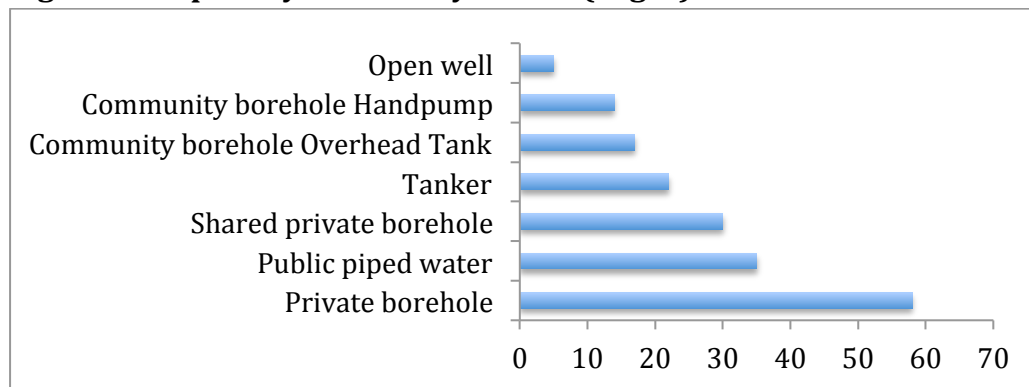 Open well
Community borehole Handpump
Community borehole Overhead Tank
Tanker
Shared private borehole
Public piped water
Private borehole
0 10 20 30 40 50 60 70